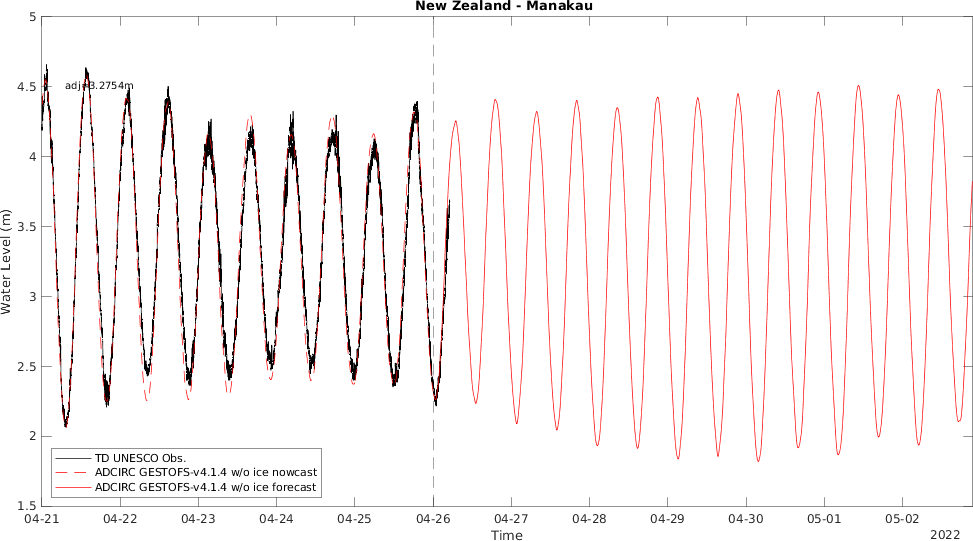 New Zealand - Manakau
Water Level (m)
5
4.5
4
3.5
3
2.5
2
1.5
adj=3.2754m
TD UNESCO Obs.
ADCIRC GESTOFS-v4.1.4 w/o ice nowcast
ADCIRC GESTOFS-v4.1.4 w/o ice forecast
04-21 04-22 04-23 04-24 04-25 04-26 04-27 04-28 04-29 04-30 05-01 05-02
Time
2022